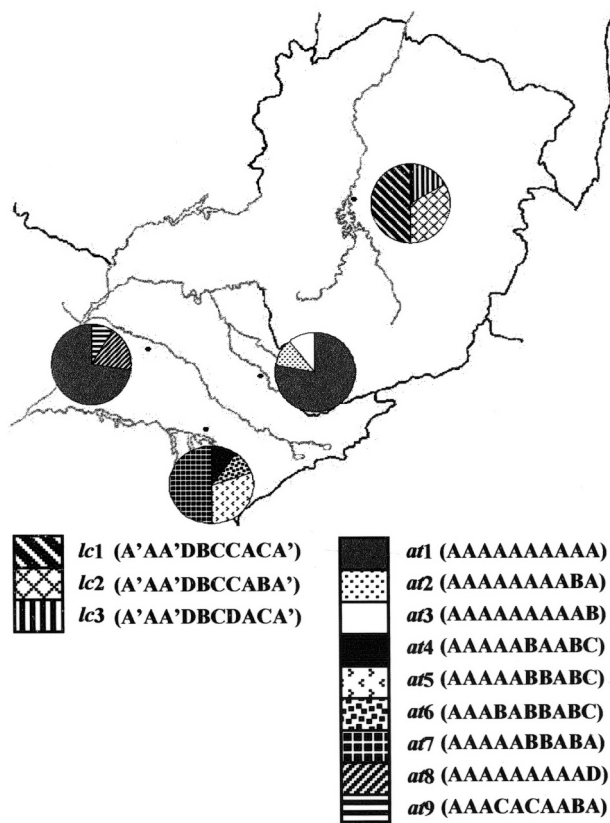 lc1 (A’AA’DBCCACA’)
lc2 (A’AA’DBCCABA’)
lc3 (A’AA’DBCDACA’)
at1 (AAAAAAAAAA)
at2 (AAAAAAAABA)
at3 (AAAAAAAAAB)
at4 (AAAAABAABC)
at5 (AAAAABBABC)
at6 (AAABABBABC)
at7 (AAAAABBABA)
at8 (AAAAAAAAAD)
at9 (AAACACAABA)